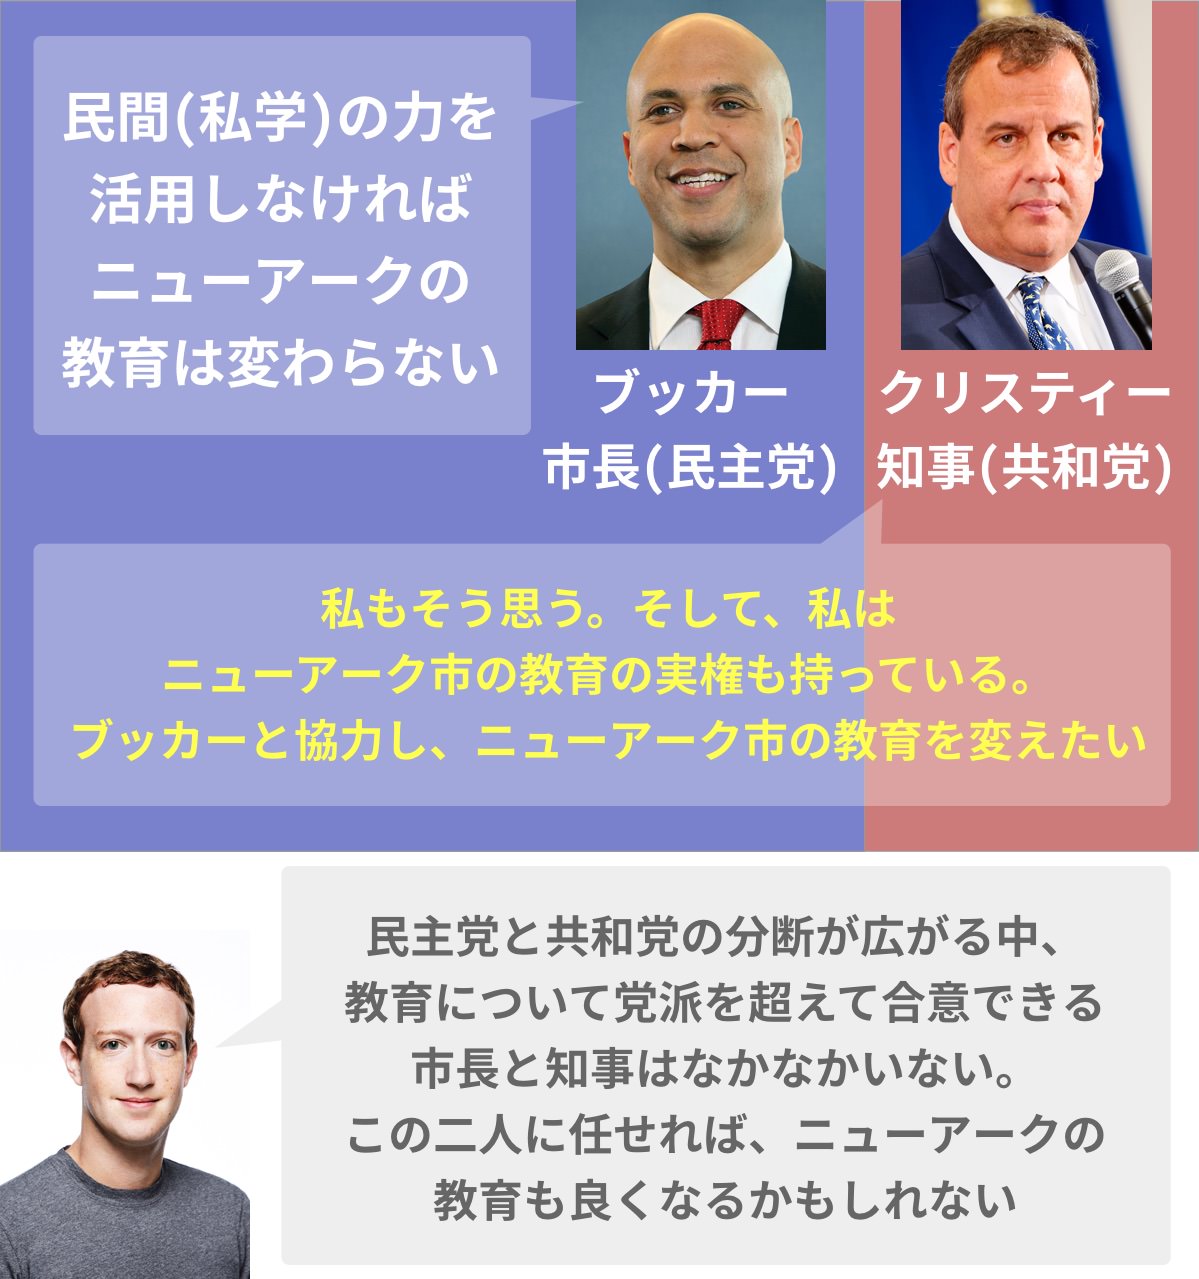 民間(私学)の力を
活用しなければ
ニューアークの
教育は変わらない
ブッカー
市長(民主党)
クリスティー
知事(共和党)
私もそう思う。そして、私は
ニューアーク市の教育の実権も持っている。
ブッカーと協力し、ニューアーク市の教育を変えたい
民主党と共和党の分断が広がる中、
教育について党派を超えて合意できる
市長と知事はなかなかいない。
この二人に任せれば、ニューアークの
教育も良くなるかもしれない